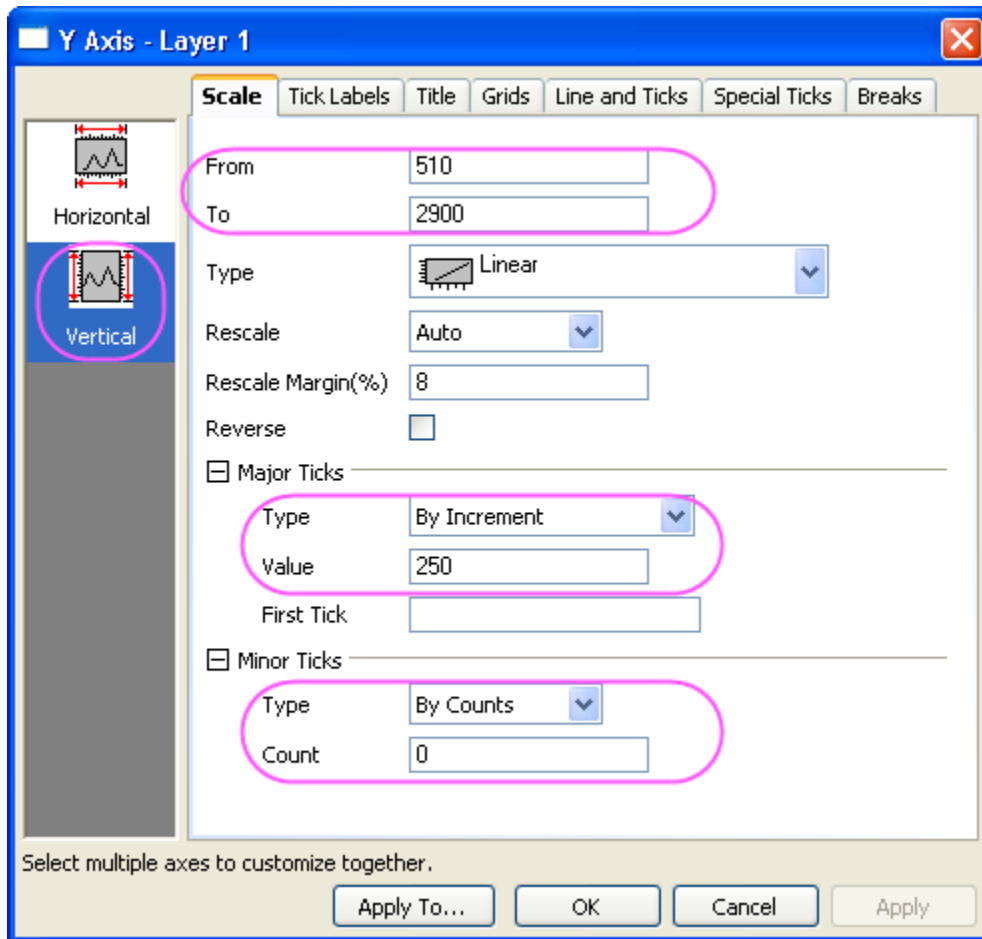 Y Axis - Layer 1
Scale Tick Labels Title Grids Line and Ticks Special Ticks Breaks
Horizontal
Vertical
From 510
To 2900
Type Linear
Rescale Auto
Rescale Margin(%) 8
Reverse
Major Ticks
Type By Increment
Value 250
First Tick
Minor Ticks
Type By Counts
Count 0
Select multiple axes to customize together.
Apply To... OK Cancel Apply